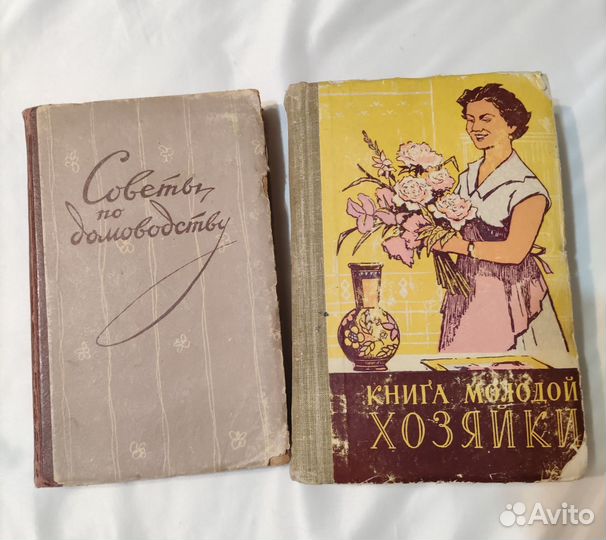 Советы
по
домоводству
КНИГА МОЛОДОЙ
ХОЗЯЙКИ
Avito